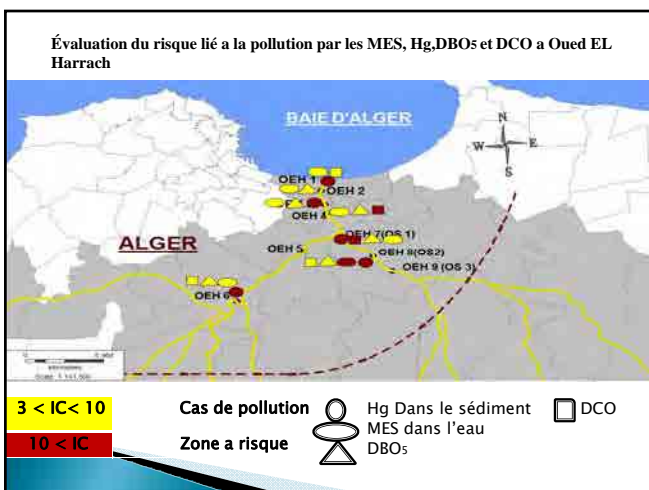 Évaluation du risque lié a la pollution par les MES, Hg,DBO5 et DCO a Oued EL
Harrach
BAIE D'ALGER
N
W E
S
OEH 1
OEH 2
OEH 4
ALGER
OEH 7(OS 1)
OEH 5
OEH 8(OS2)
OEH 9 (OS 3)
OEH 6
3 < IC< 10
Cas de pollution
Hg Dans le sédiment
DCO
MES dans l'eau
10 < IC
Zone a risque
DBO5